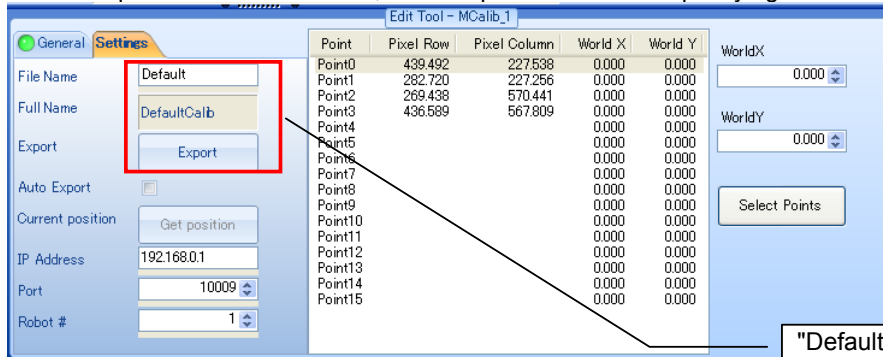 Edit Tool - MCalib_1
General Settings
File Name Default
Full Name DefaultCalib
Export Export
Auto Export
Current position Get position
IP Address 192.168.0.1
Port 10009
Robot # 1
Point Pixel Row Pixel Column World X World Y
Point0 439.492 227.538 0.000 0.000
Point1 282.720 227.256 0.000 0.000
Point2 269.438 570.441 0.000 0.000
Point3 436.589 567.809 0.000 0.000
Point4 0.000 0.000
Point5 0.000 0.000
Point6 0.000 0.000
Point7 0.000 0.000
Point8 0.000 0.000
Point9 0.000 0.000
Point10 0.000 0.000
Point11 0.000 0.000
Point12 0.000 0.000
Point13 0.000 0.000
Point14 0.000 0.000
Point15 0.000 0.000
WorldX
0.000
WorldY
0.000
Select Points
"Default